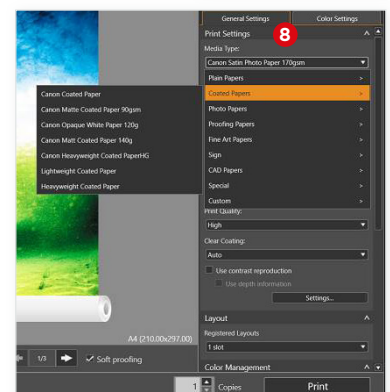 General Settings
Color Settings
Print Settings
8
Media Type:
Canon Satin Photo Paper 170gsm
Plain Papers
Coated Papers
Photo Papers
Proofing Papers
Fine Art Papers
Sign
CAD Papers
Special
Custom
Canon Coated Paper
Canon Matte Coated Paper 90gsm
Canon Opaque White Paper 120g
Canon Matt Coated Paper 140g
Canon Heavyweight Coated PaperHG
Lightweight Coated Paper
Heavyweight Coated Paper
Print Quality:
High
Clear Coating:
Auto
Use contrast reproduction
Use depth information
Settings...
Layout
Registered Layouts
1 slot
Color Management
A4 (210.00x297.00)
1/3
Soft proofing
1
Copies
Print